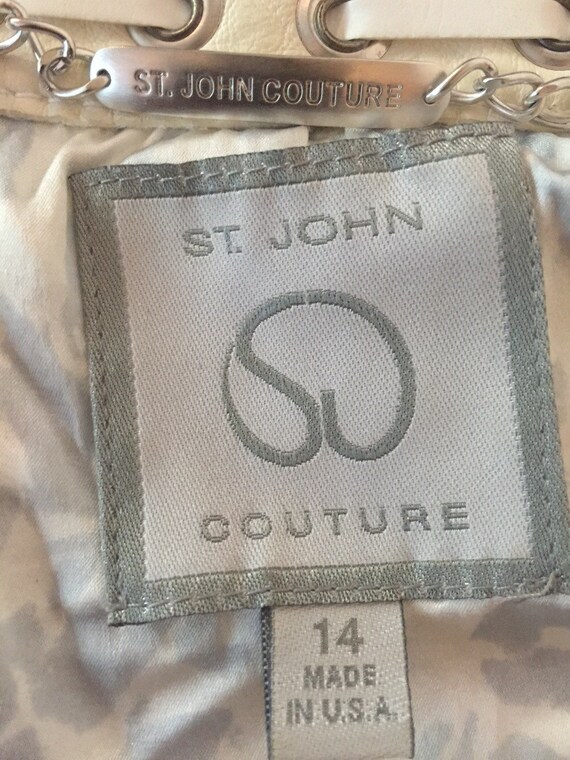 ST. JOHN COUTURE
ST. JOHN
COUTURE
14
MADE
IN U.S.A.